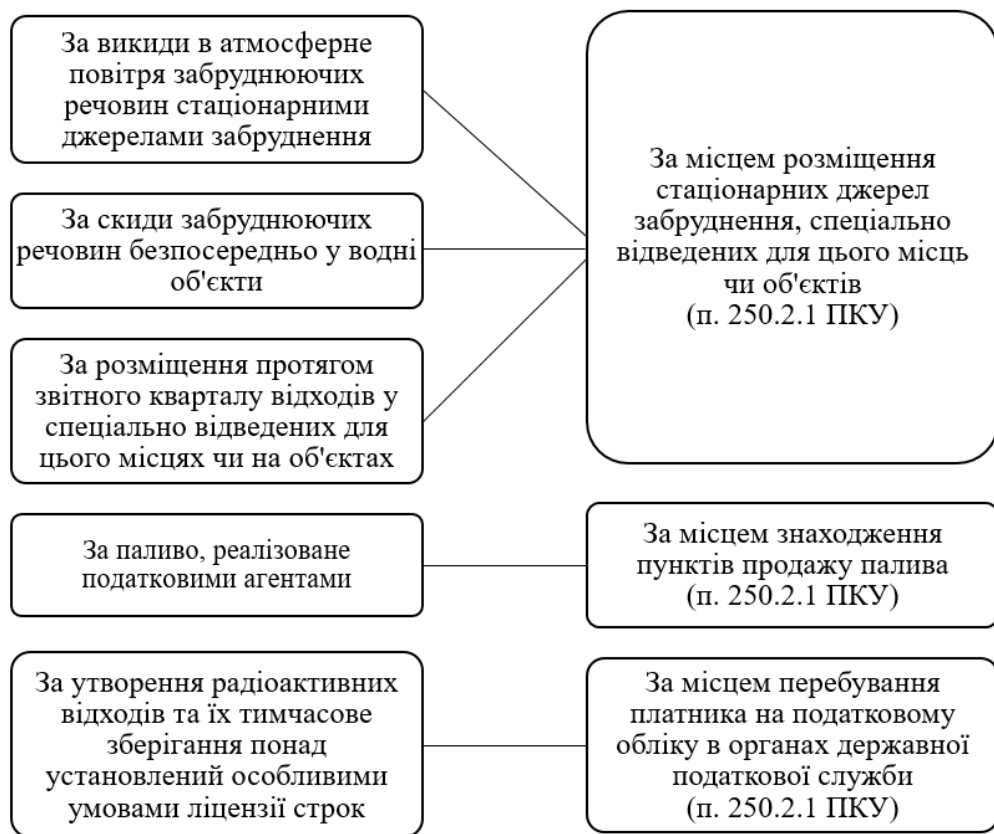 За викиди в атмосферне
повітря забруднюючих
речовин стаціонарними
джерелами забруднення
За скиди забруднюючих
речовин безпосередньо у водні
об'єкти
За розміщення протягом
звітного кварталу відходів у
спеціально відведених для
цього місцях чи на об'єктах
За місцем розміщення
стаціонарних джерел
забруднення, спеціально
відведених для цього місць
чи об'єктів
(п. 250.2.1 ПКУ)
За паливо, реалізоване
податковими агентами
За місцем знаходження
пунктів продажу палива
(п. 250.2.1 ПКУ)
За утворення радіоактивних
відходів та їх тимчасове
зберігання понад
установлений особливими
умовами ліцензії строк
За місцем перебування
платника на податковому
обліку в органах державної
податкової служби
(п. 250.2.1 ПКУ)